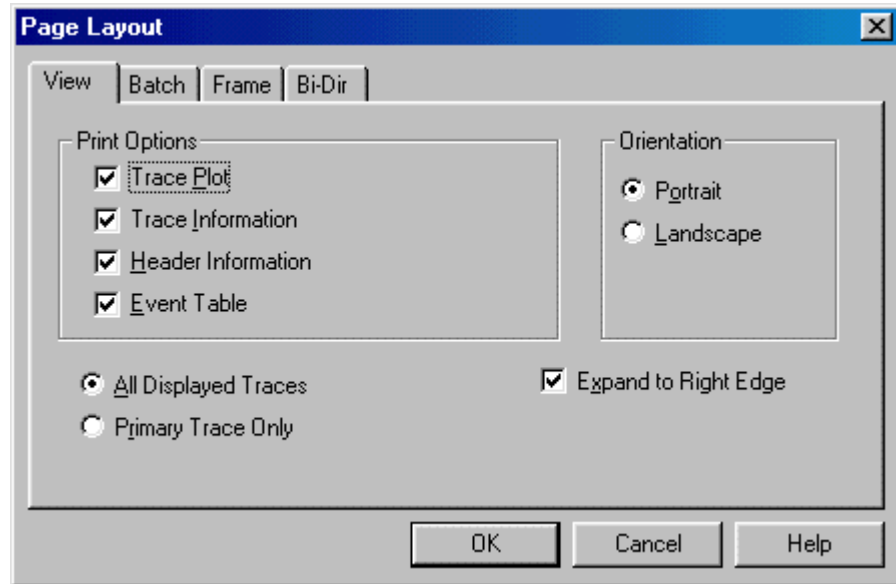 Page Layout
View Batch Frame Bi-Dir
Print Options
Trace Plot
Trace Information
Header Information
Event Table
Orientation
Portrait
Landscape
All Displayed Traces
Primary Trace Only
Expand to Right Edge
OK Cancel Help